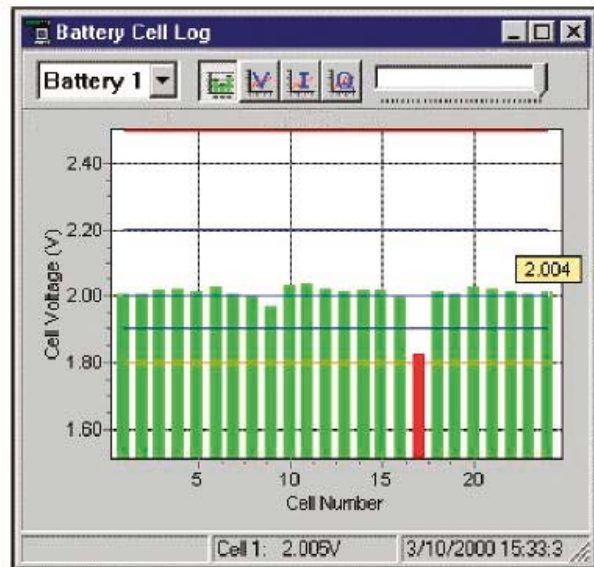 Battery Cell Log
Battery 1
V
I
Q
2.40
2.20
2.00
1.80
1.60
Cell Voltage (V)
2.004
5
10
15
20
Cell Number
Cell 1: 2.005V
3/10/2000 15:33:3